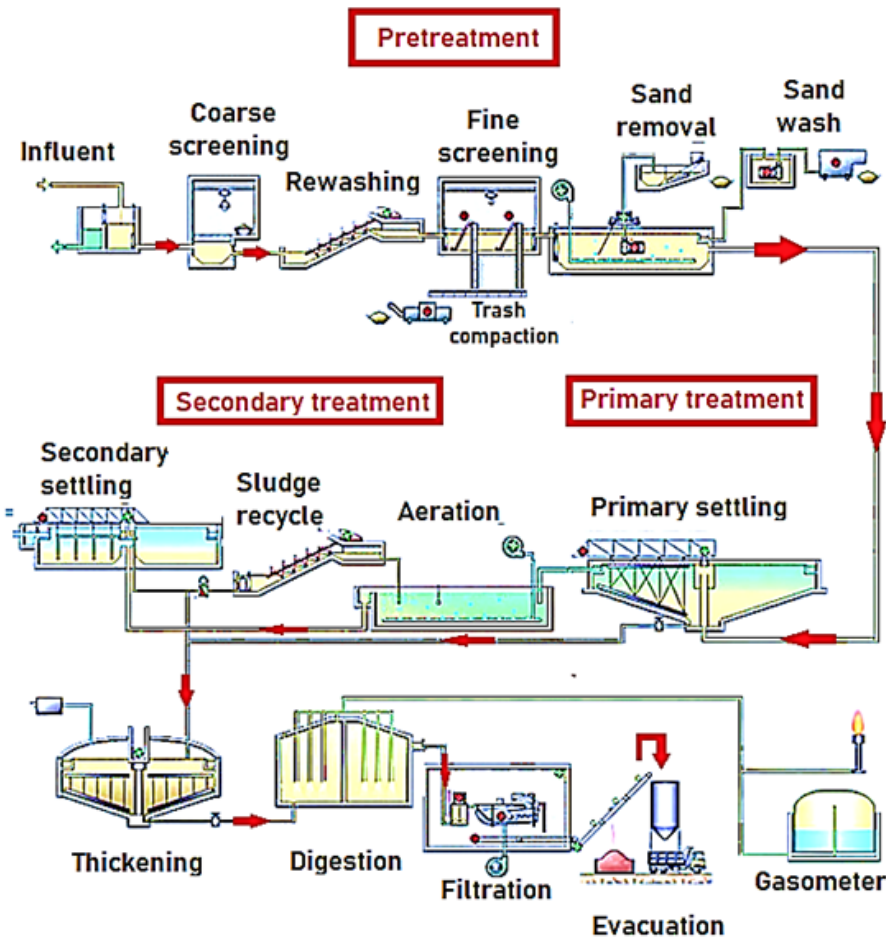 Pretreatment
Influent
Coarse
screening
Rewashing
Fine
screening
Sand
removal
Sand
wash
Trash
compaction
Secondary treatment
Primary treatment
Secondary
settling
Sludge
recycle
Aeration
Primary settling
Thickening
Digestion
Filtration
Evacuation
Gasometer